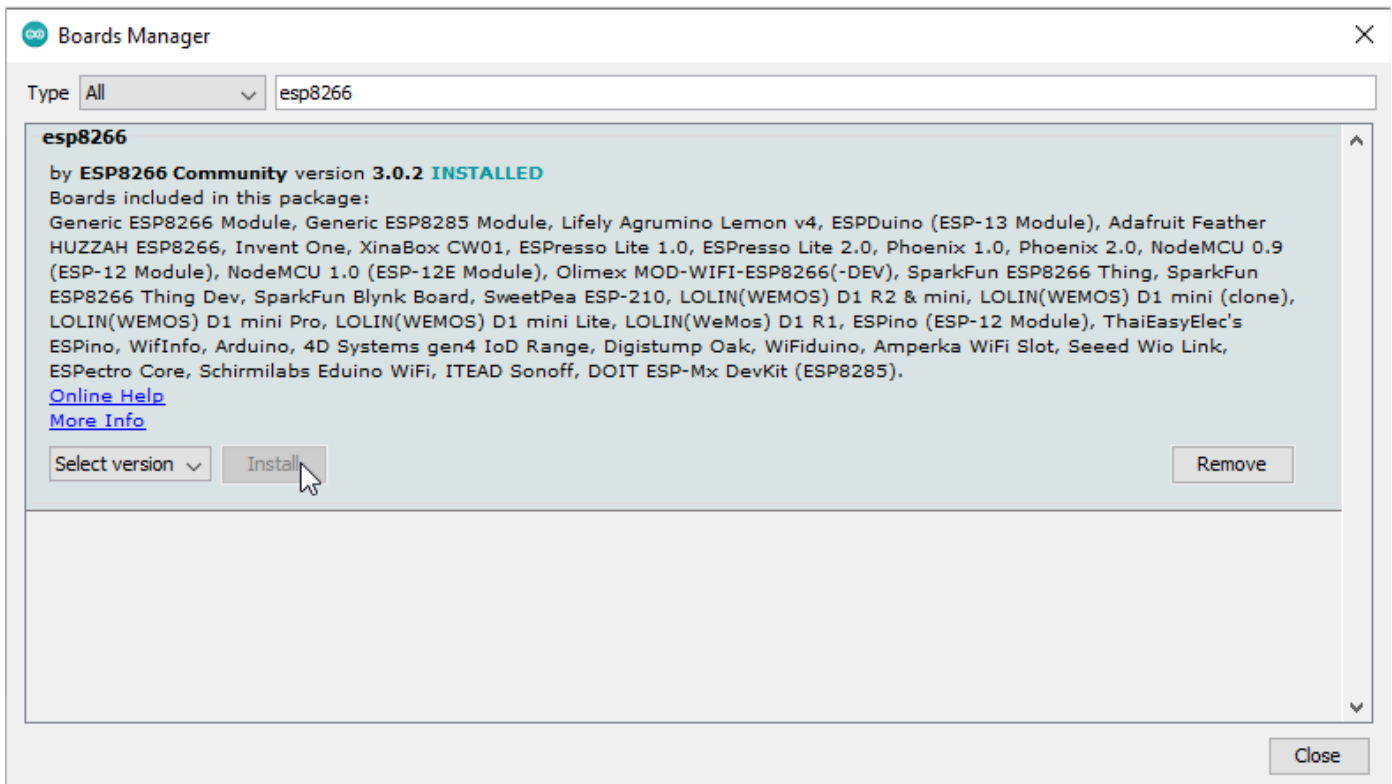 Boards Manager
Type All esp8266
esp8266
by ESP8266 Community version 3.0.2 INSTALLED
Boards included in this package:
Generic ESP8266 Module, Generic ESP8285 Module, Lifely Agrumino Lemon v4, ESPDuino (ESP-13 Module), Adafruit Feather
HUZZAH ESP8266, Invent One, XinaBox CW01, ESPresso Lite 1.0, ESPresso Lite 2.0, Phoenix 1.0, Phoenix 2.0, NodeMCU 0.9
(ESP-12 Module), NodeMCU 1.0 (ESP-12E Module), Olimex MOD-WIFI-ESP8266(-DEV), SparkFun ESP8266 Thing, SparkFun
ESP8266 Thing Dev, SparkFun Blynk Board, SweetPea ESP-210, LOLIN(WEMOS) D1 R2 & mini, LOLIN(WEMOS) D1 mini (clone),
LOLIN(WEMOS) D1 mini Pro, LOLIN(WEMOS) D1 mini Lite, LOLIN(WeMos) D1 R1, ESPino (ESP-12 Module), ThaiEasyElec's
ESPino, WifInfo, Arduino, 4D Systems gen4 IoD Range, Digistump Oak, WiFiduino, Amperka WiFi Slot, Seeed Wio Link,
ESPectro Core, Schirmilabs Eduino WiFi, ITEAD Sonoff, DOIT ESP-Mx DevKit (ESP8285).
Online Help
More Info
Select version Install Remove
Close